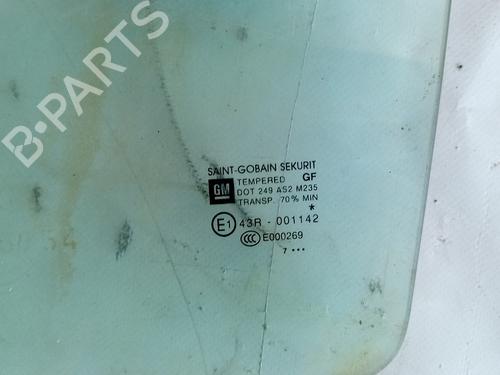 B-PARTS
SAINT-GOBAIN SEKURIT
TEMPERED GF
GM
DOT 249 AS2 M235
TRANSP. 70% MIN
*
E1 43R - 001142
CCC E000269
7 •••